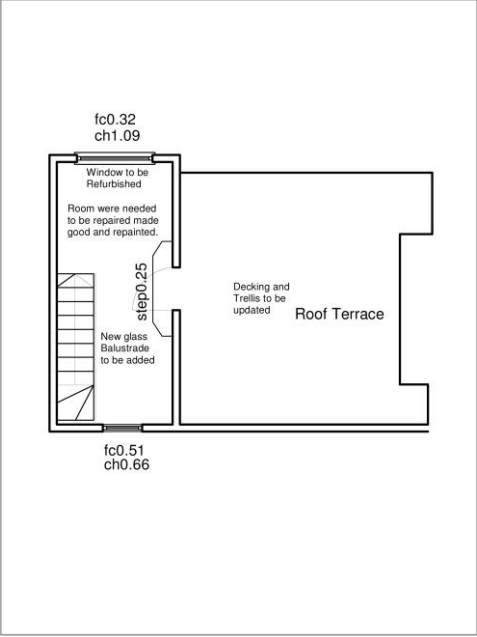 fc0.32
ch1.09
Window to be
Refurbished
Room were needed
to be repaired made
good and repainted.
step0.25
Decking and
Trellis to be
updated
Roof Terrace
New glass
Balustrade
to be added
fc0.51
ch0.66